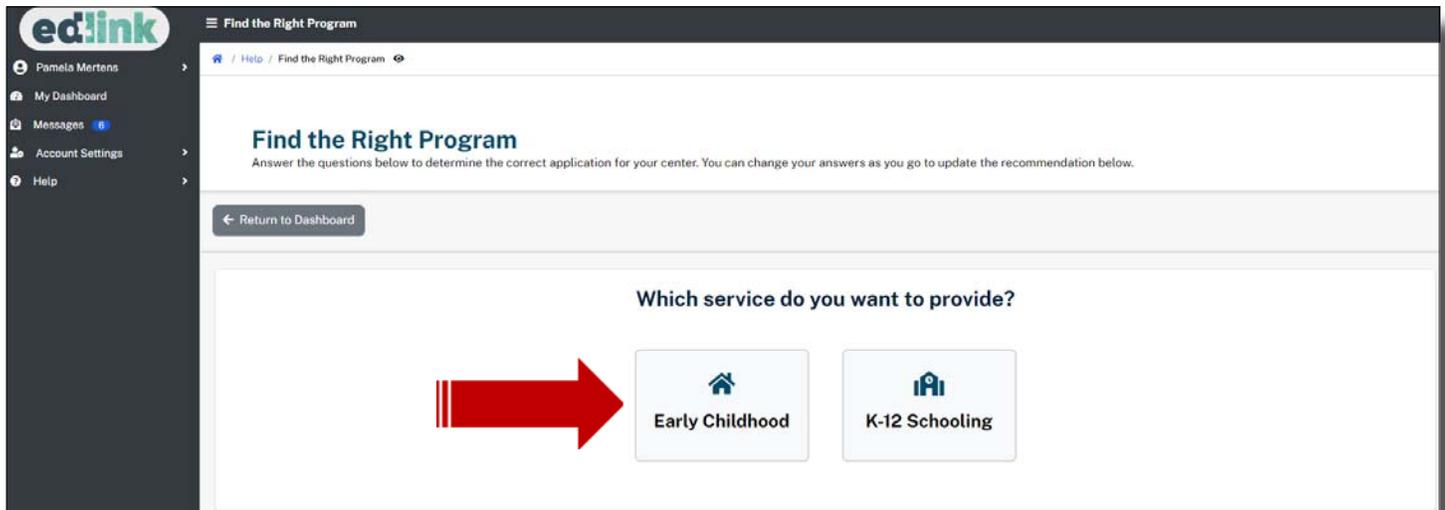 ed:link
Find the Right Program
Pamela Mertens
/ Help / Find the Right Program
My Dashboard
Messages 6
Account Settings
Help
Find the Right Program
Answer the questions below to determine the correct application for your center. You can change your answers as you go to update the recommendation below.
Return to Dashboard
Which service do you want to provide?
Early Childhood
K-12 Schooling